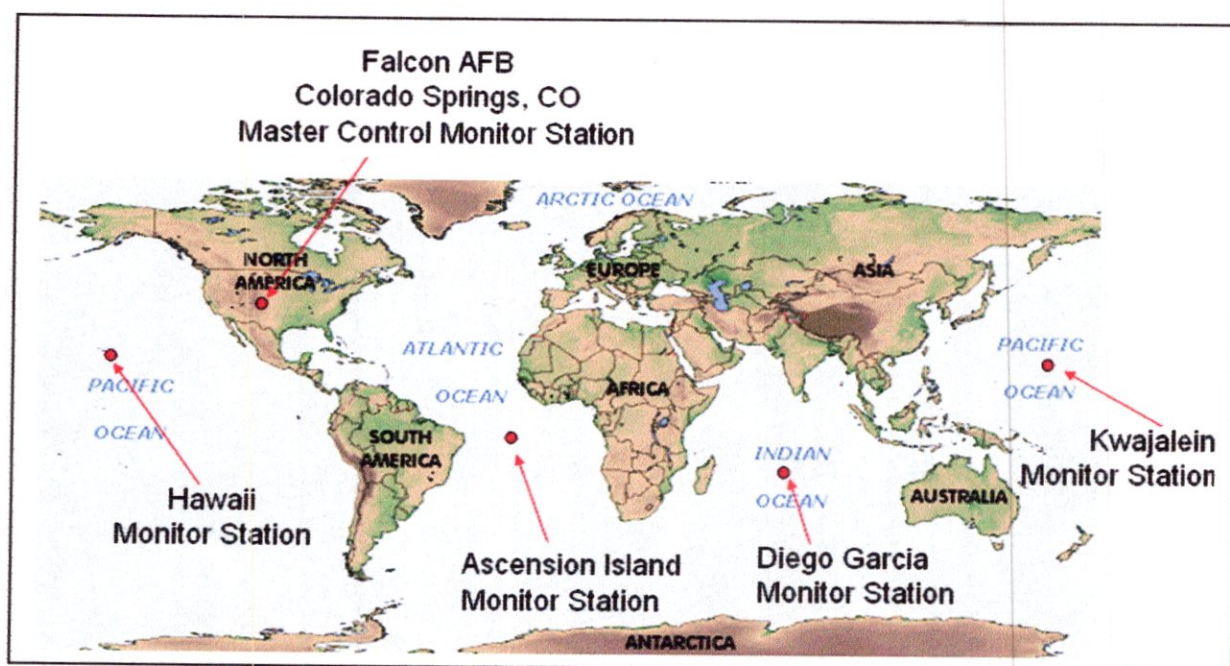 Falcon AFB
Colorado Springs, CO
Master Control Monitor Station
ARCTIC OCEAN
NORTH
AMERICA
EUROPE
ASIA
ATLANTIC
OCEAN
PACIFIC
OCEAN
PACIFIC
OCEAN
AFRICA
SOUTH
AMERICA
INDIAN
OCEAN
AUSTRALIA
Kwajalein
Monitor Station
Hawaii
Monitor Station
Ascension Island
Monitor Station
Diego Garcia
Monitor Station
ANTARCTICA